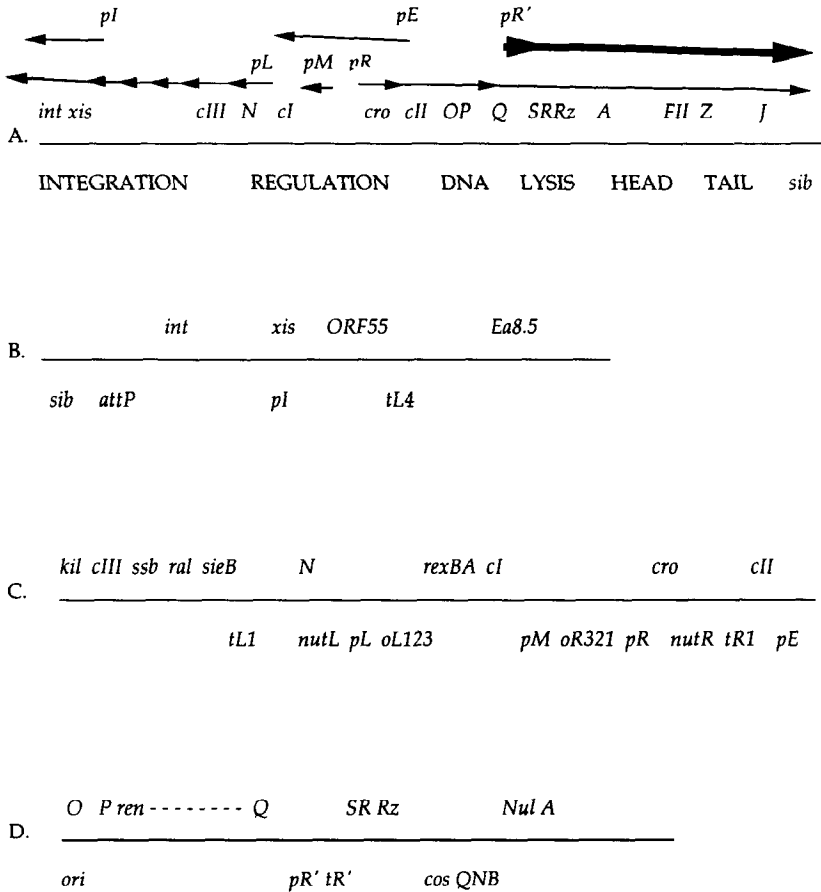 pI pE pR'
pL pM pR
int xis cIII N cI cro cII OP Q SRRz A FII Z J
A.
INTEGRATION REGULATION DNA LYSIS HEAD TAIL sib
int xis ORF55 Ea8.5
B.
sib attP pI tL4
kil cIII ssb ral sieB N rexBA cI cro cII
C.
tL1 nutL pL oL123 pM oR321 pR nutR tR1 pE
O P ren - - - - - - - - Q SR Rz Nul A
D.
ori pR' tR' cos QNB